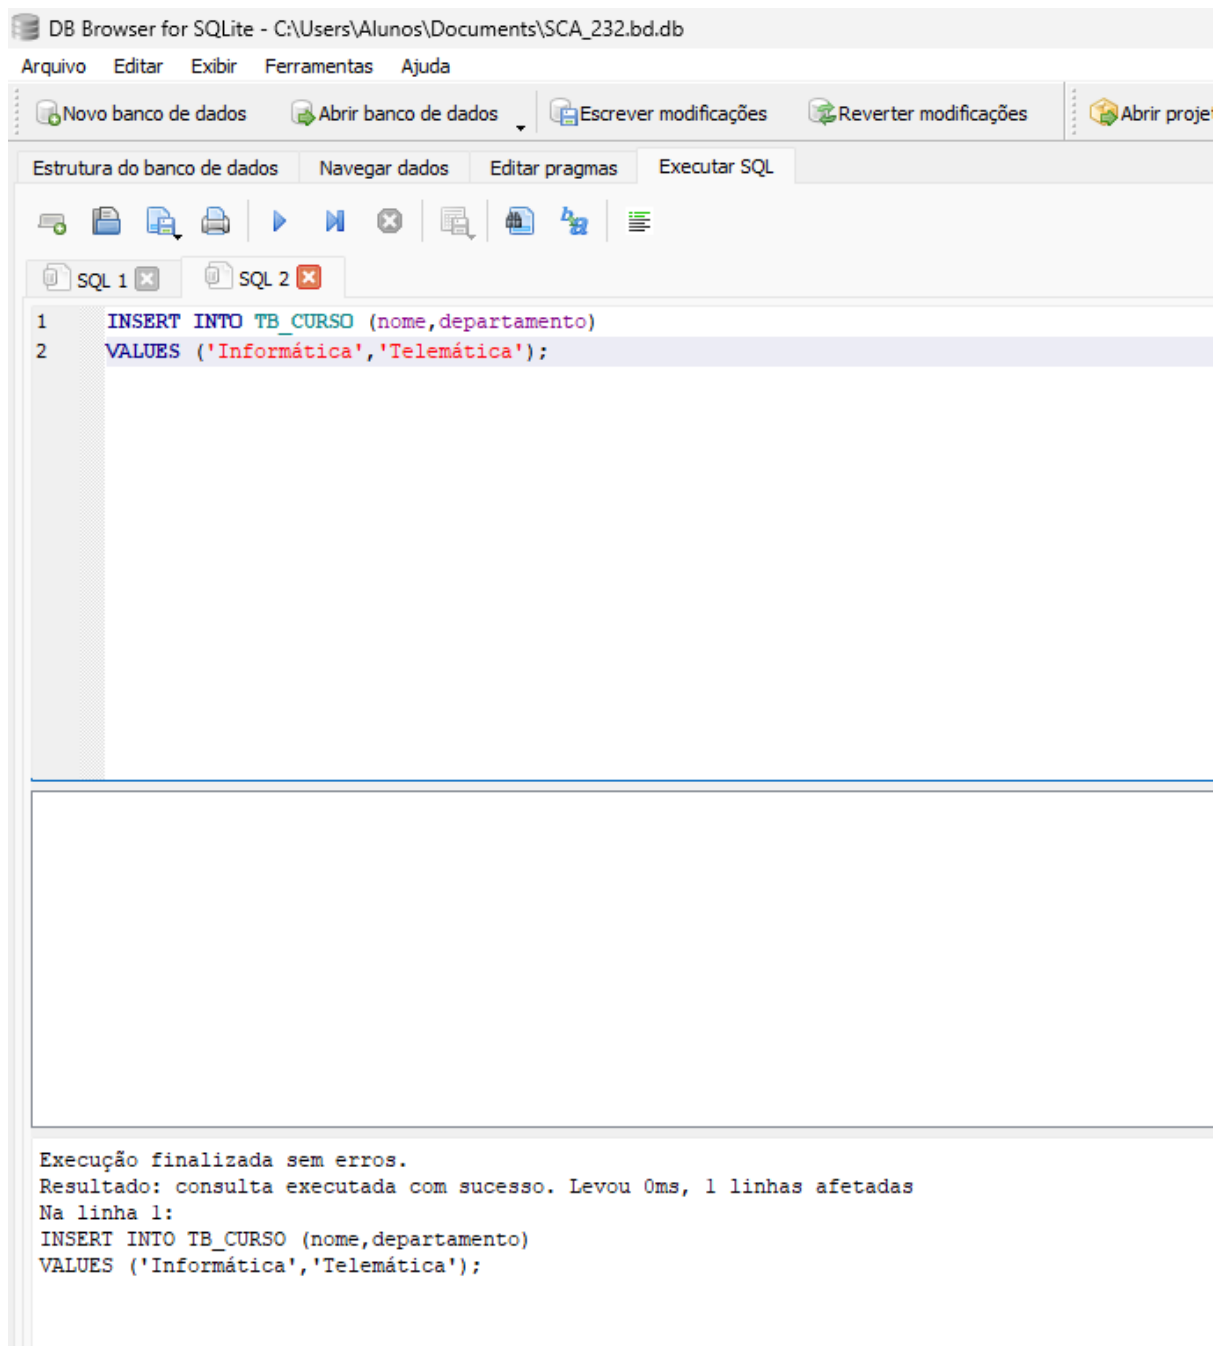 DB Browser for SQLite - C:\Users\Alunos\Documents\SCA_232.bd.db
Arquivo Editar Exibir Ferramentas Ajuda
Novo banco de dados Abrir banco de dados Escrever modificações Reverter modificações Abrir proje
Estrutura do banco de dados Navegar dados Editar pragmas Executar SQL
SQL 1 SQL 2
1 INSERT INTO TB_CURSO (nome,departamento)
2 VALUES ('Informática','Telemática');
Execução finalizada sem erros.
Resultado: consulta executada com sucesso. Levou 0ms, 1 linhas afetadas
Na linha 1:
INSERT INTO TB_CURSO (nome,departamento)
VALUES ('Informática','Telemática');